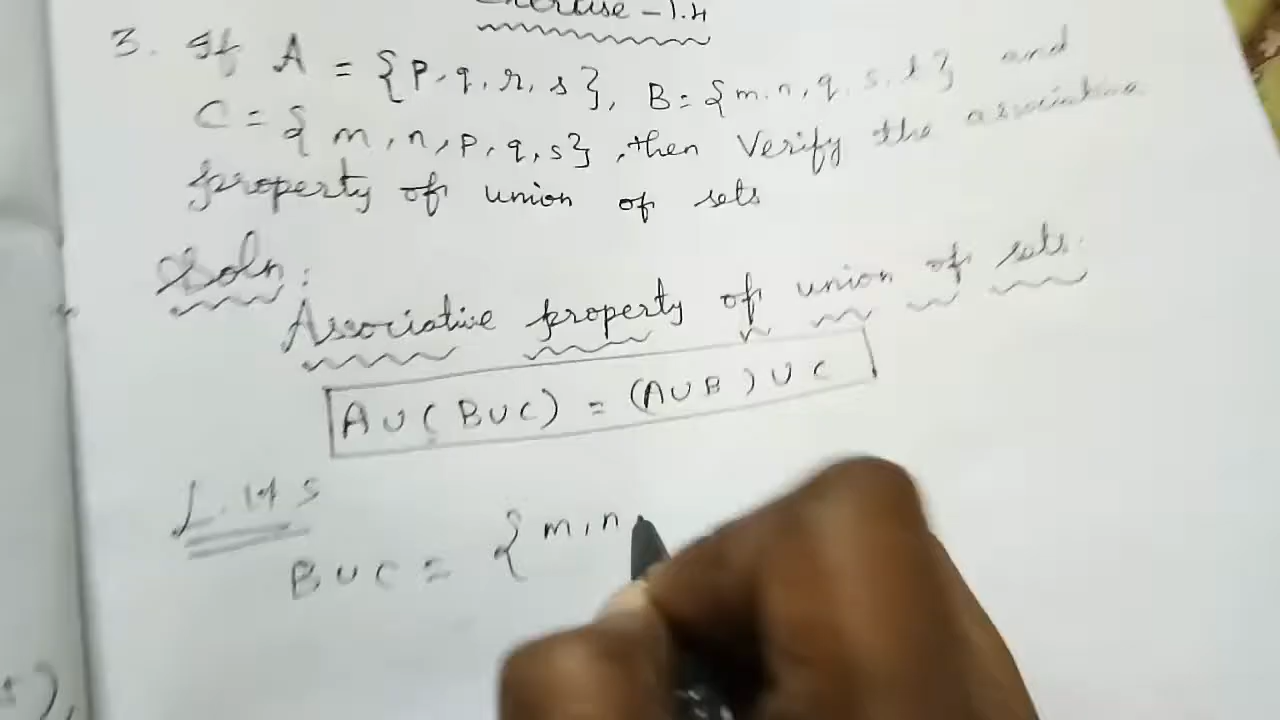 Exercise - 1.4
3. If A = {p, q, r, s}, B = {m, n, q, s, t} and
C = {m, n, p, q, s}, then Verify the associative
property of union of sets
Soln:
Associative property of union of sets.
A∪(B∪C) = (A∪B)∪C
L.H.S
B∪C = {m, n,